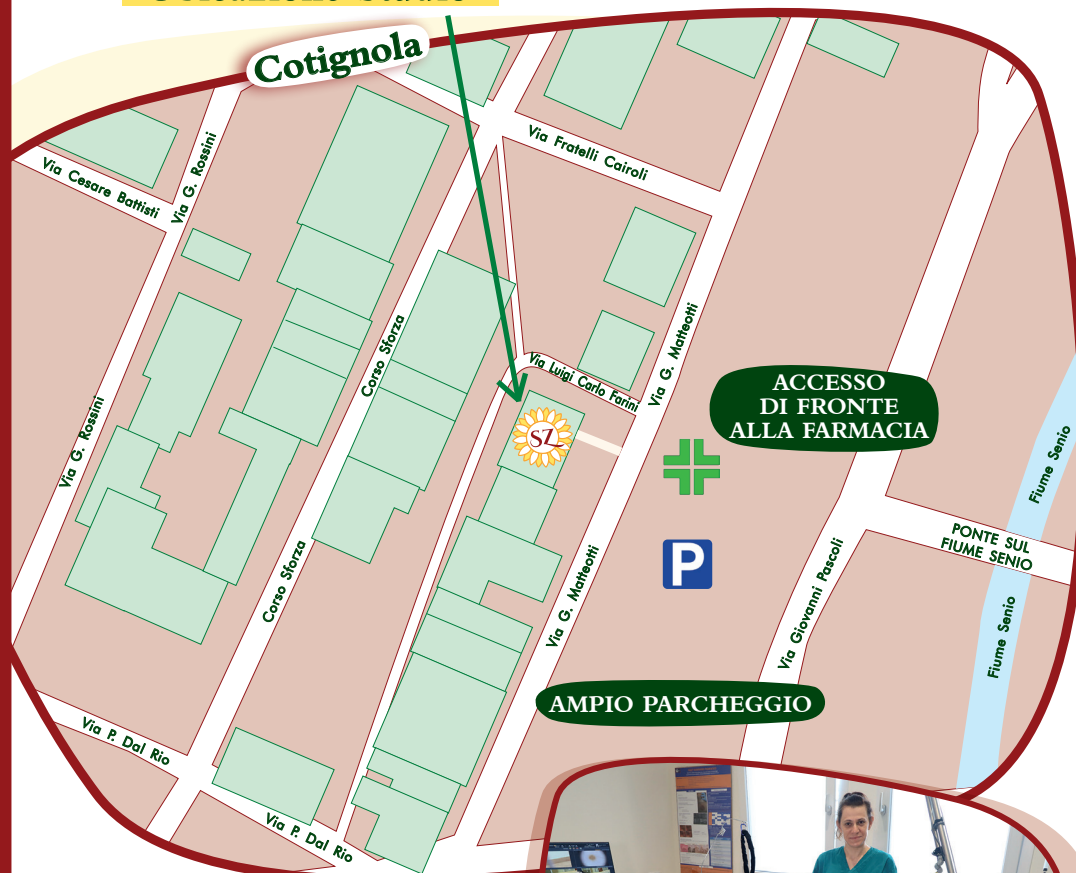 Cotignola
Via Cesare Battisti
Via G. Rossini
Via Fratelli Cairoli
Corso Sforza
Via G. Matteotti
Via Luigi Carlo Farini
SZ
ACCESSO
DI FRONTE
ALLA FARMACIA
Via G. Rossini
Fiume Senio
P
PONTE SUL
FIUME SENIO
Corso Sforza
Via G. Matteotti
Via Giovanni Pascoli
Fiume Senio
AMPIO PARCHEGGIO
Via P. Dal Rio
Via P. Dal Rio